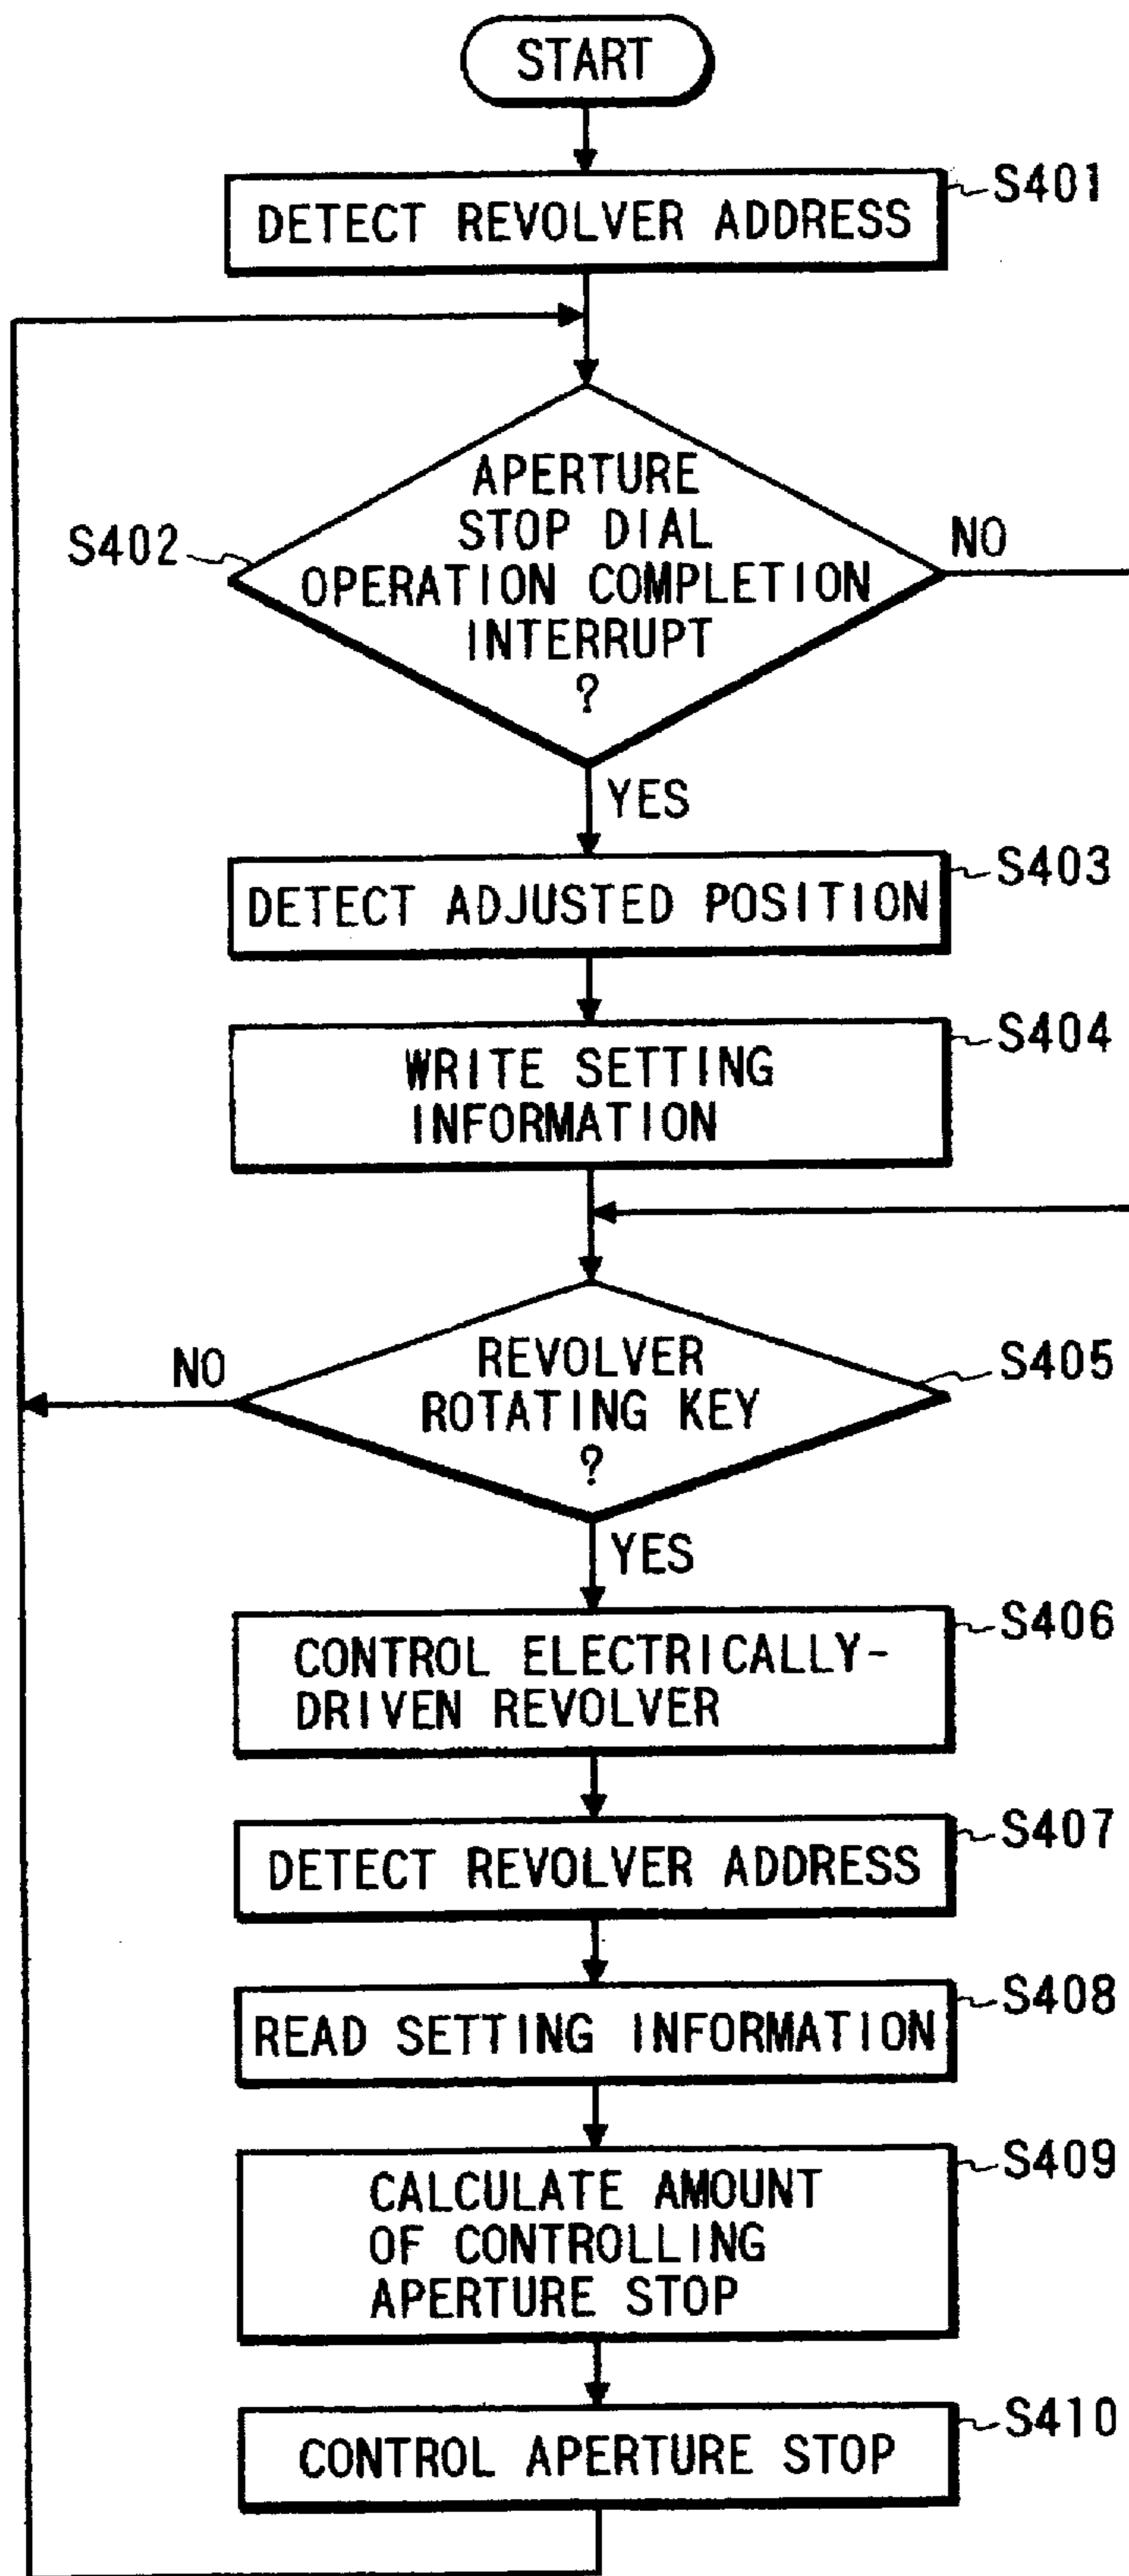 START
S401
DETECT REVOLVER ADDRESS
APERTURE
STOP DIAL
OPERATION COMPLETION
INTERRUPT
?
S402
NO
YES
S403
DETECT ADJUSTED POSITION
S404
WRITE SETTING
INFORMATION
NO
REVOLVER
ROTATING KEY
?
S405
YES
S406
CONTROL ELECTRICALLY-
DRIVEN REVOLVER
S407
DETECT REVOLVER ADDRESS
S408
READ SETTING INFORMATION
S409
CALCULATE AMOUNT
OF CONTROLLING
APERTURE STOP
S410
CONTROL APERTURE STOP